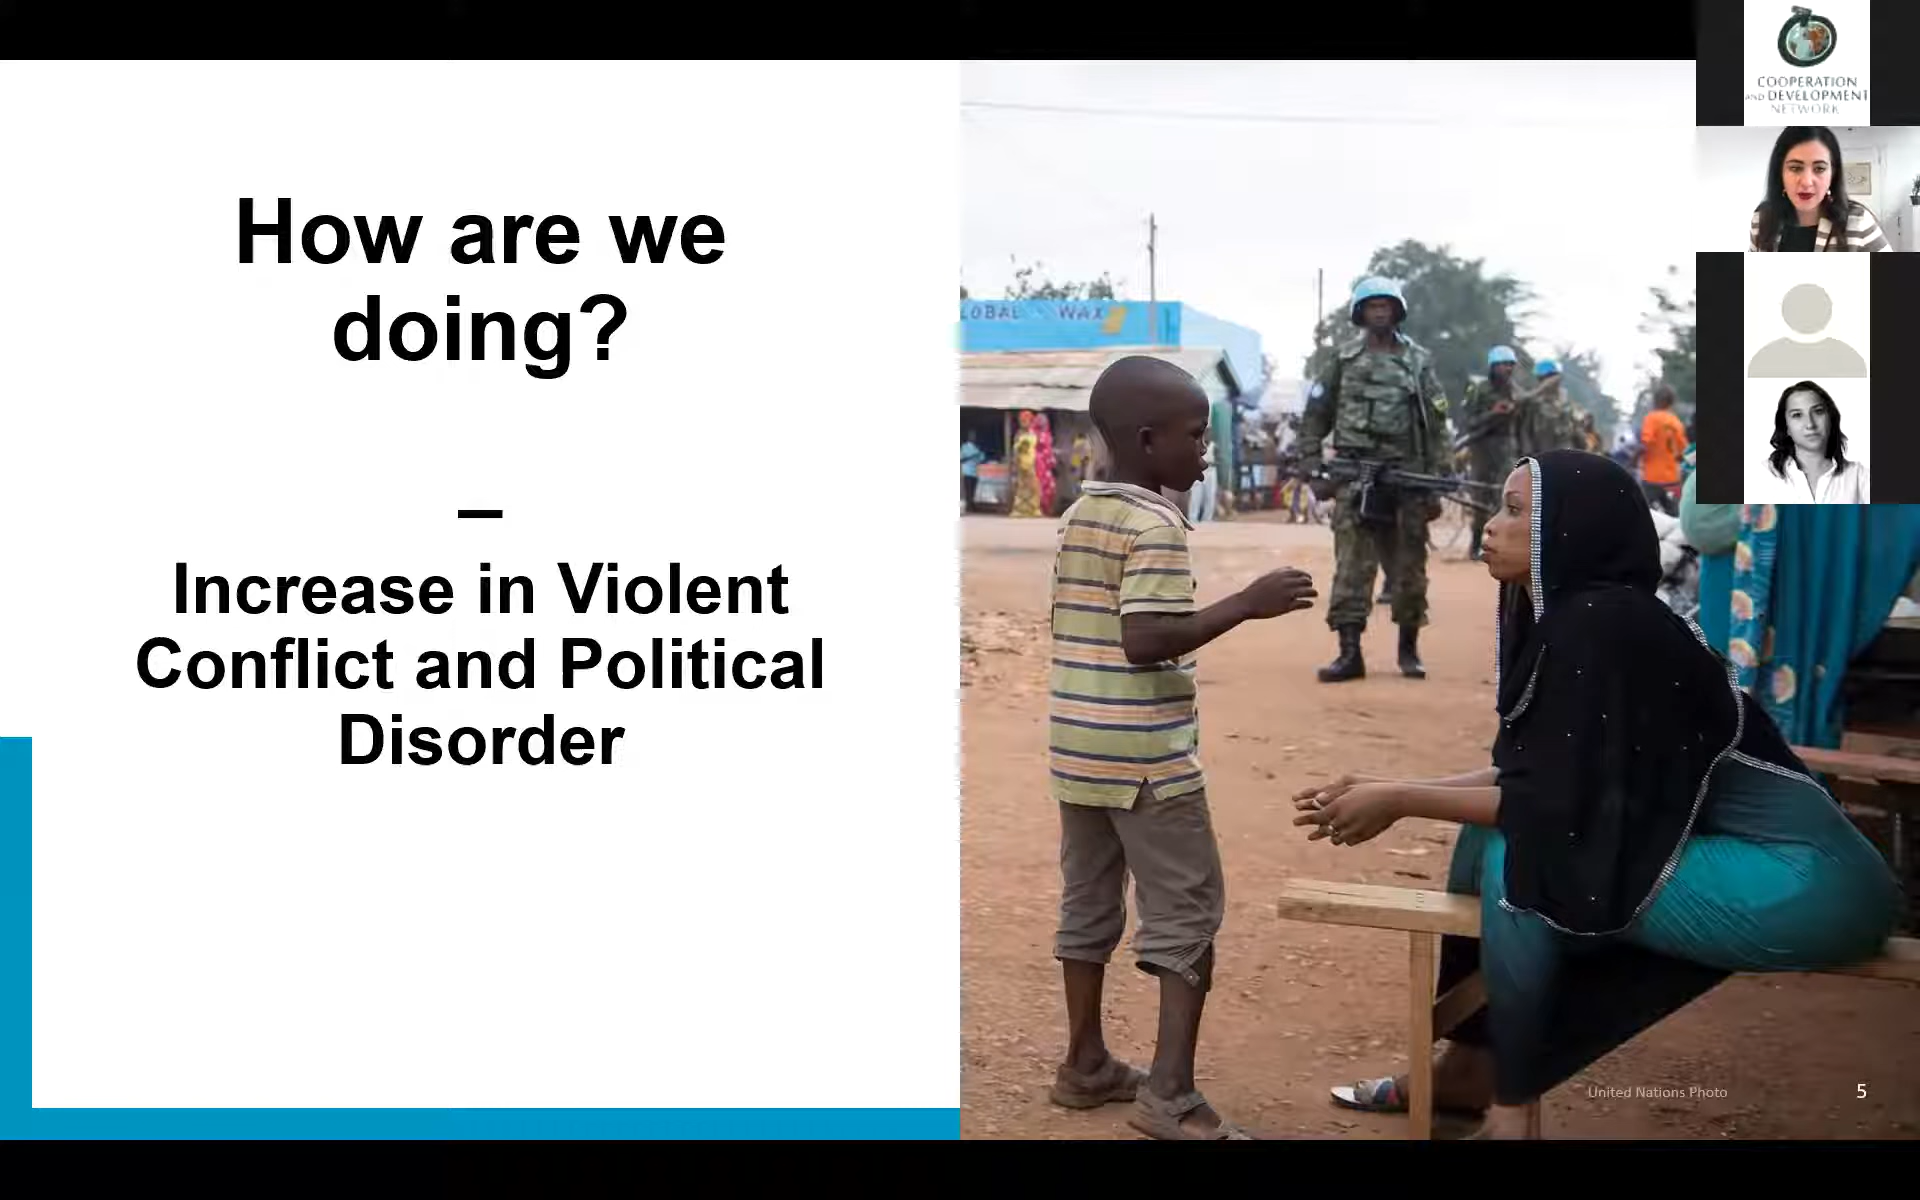 How are we
doing?
–
Increase in Violent
Conflict and Political
Disorder
LOBAL WAX
COOPERATION
AND DEVELOPMENT
NETWORK
United Nations Photo
5